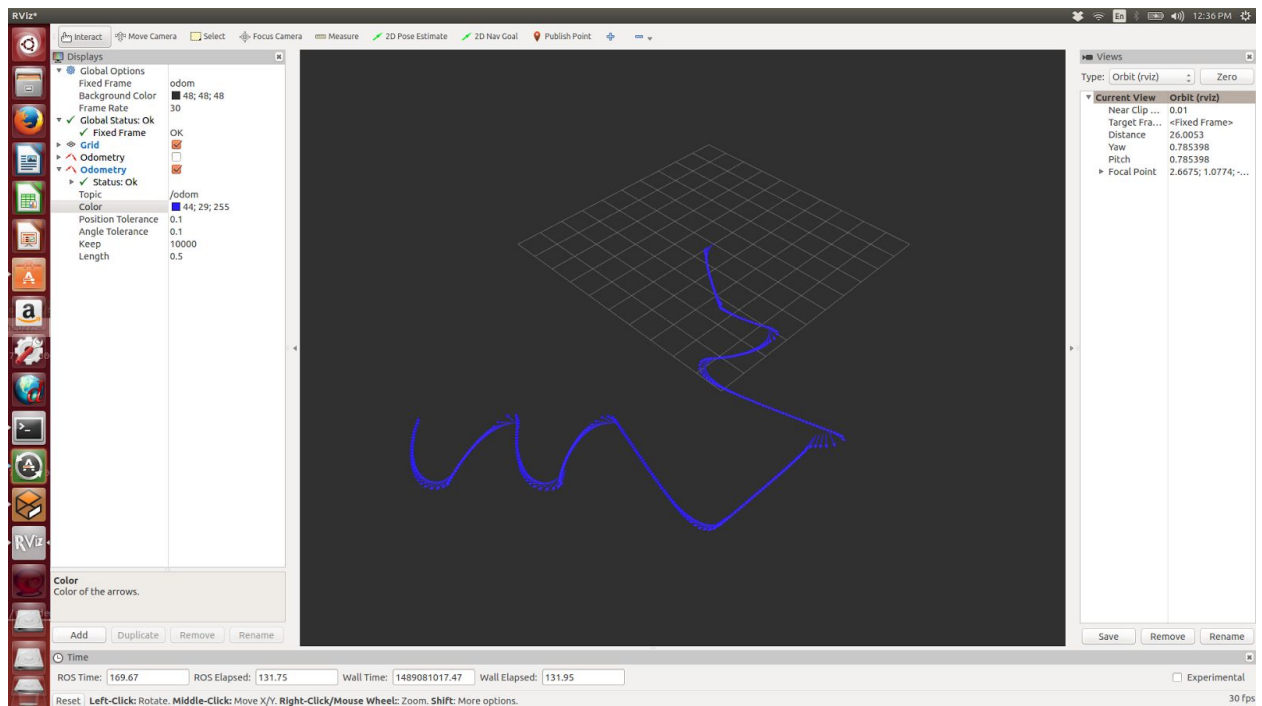 RViz*
En 12:36 PM
Interact Move Camera Select Focus Camera Measure 2D Pose Estimate 2D Nav Goal Publish Point
Displays
Global Options
Fixed Frame odom
Background Color 48; 48; 48
Frame Rate 30
Global Status: Ok
Fixed Frame OK
Grid
Odometry
Odometry
Status: Ok
Topic /odom
Color 44; 29; 255
Position Tolerance 0.1
Angle Tolerance 0.1
Keep 10000
Length 0.5
Color
Color of the arrows.
Add Duplicate Remove Rename
Views
Type: Orbit (rviz) Zero
Current View Orbit (rviz)
Near Clip ... 0.01
Target Fra... <Fixed Frame>
Distance 26.0053
Yaw 0.785398
Pitch 0.785398
Focal Point 2.6675; 1.0774; -...
Save Remove Rename
RViz
Time
ROS Time: 169.67 ROS Elapsed: 131.75 Wall Time: 1489081017.47 Wall Elapsed: 131.95 Experimental
Reset Left-Click: Rotate. Middle-Click: Move X/Y. Right-Click/Mouse Wheel:: Zoom. Shift: More options. 30 fps